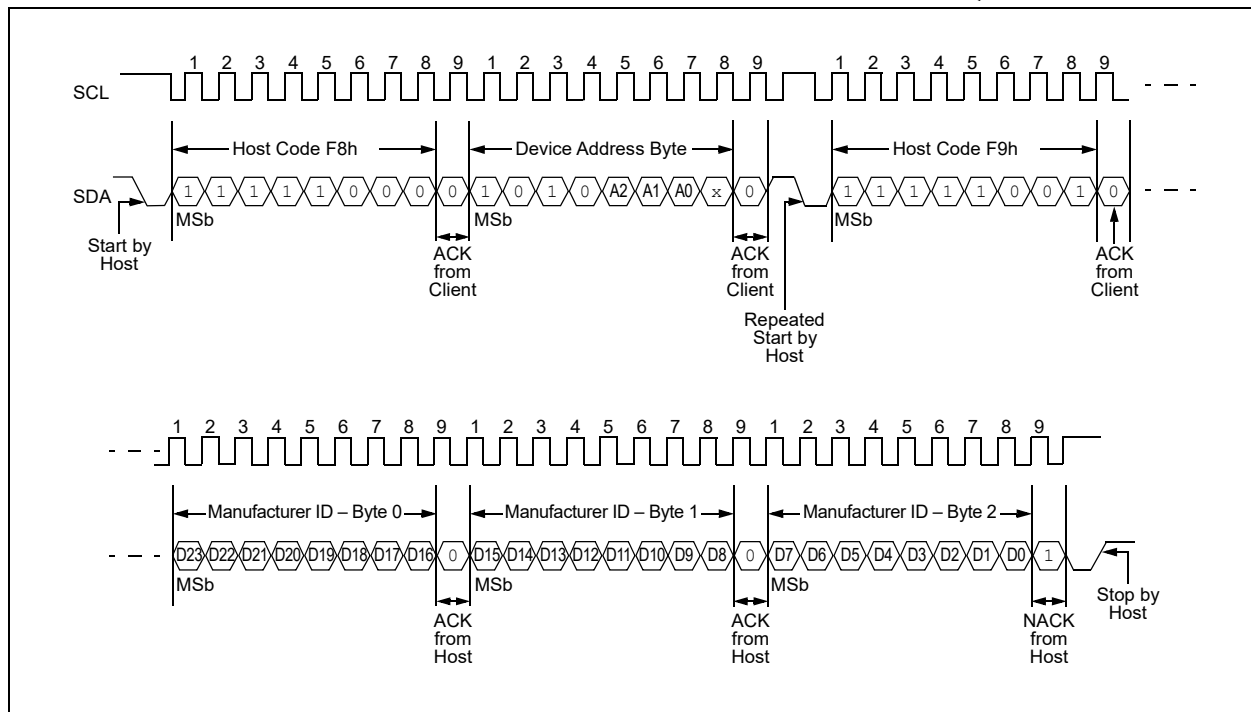 1 2 3 4 5 6 7 8 9 1 2 3 4 5 6 7 8 9 1 2 3 4 5 6 7 8 9
SCL
Host Code F8h Device Address Byte Host Code F9h
SDA 1 1 1 1 1 0 0 0 0 1 0 1 0 A2 A1 A0 x 0 1 1 1 1 1 0 0 1 0
MSb MSb MSb
Start by
Host
ACK
from
Client
ACK
from
Client
Repeated
Start by
Host
ACK
from
Client
1 2 3 4 5 6 7 8 9 1 2 3 4 5 6 7 8 9 1 2 3 4 5 6 7 8 9
Manufacturer ID – Byte 0 Manufacturer ID – Byte 1 Manufacturer ID – Byte 2
D23 D22 D21 D20 D19 D18 D17 D16 0 D15 D14 D13 D12 D11 D10 D9 D8 0 D7 D6 D5 D4 D3 D2 D1 D0 1
MSb MSb MSb
ACK
from
Host
ACK
from
Host
NACK
from
Host
Stop by
Host